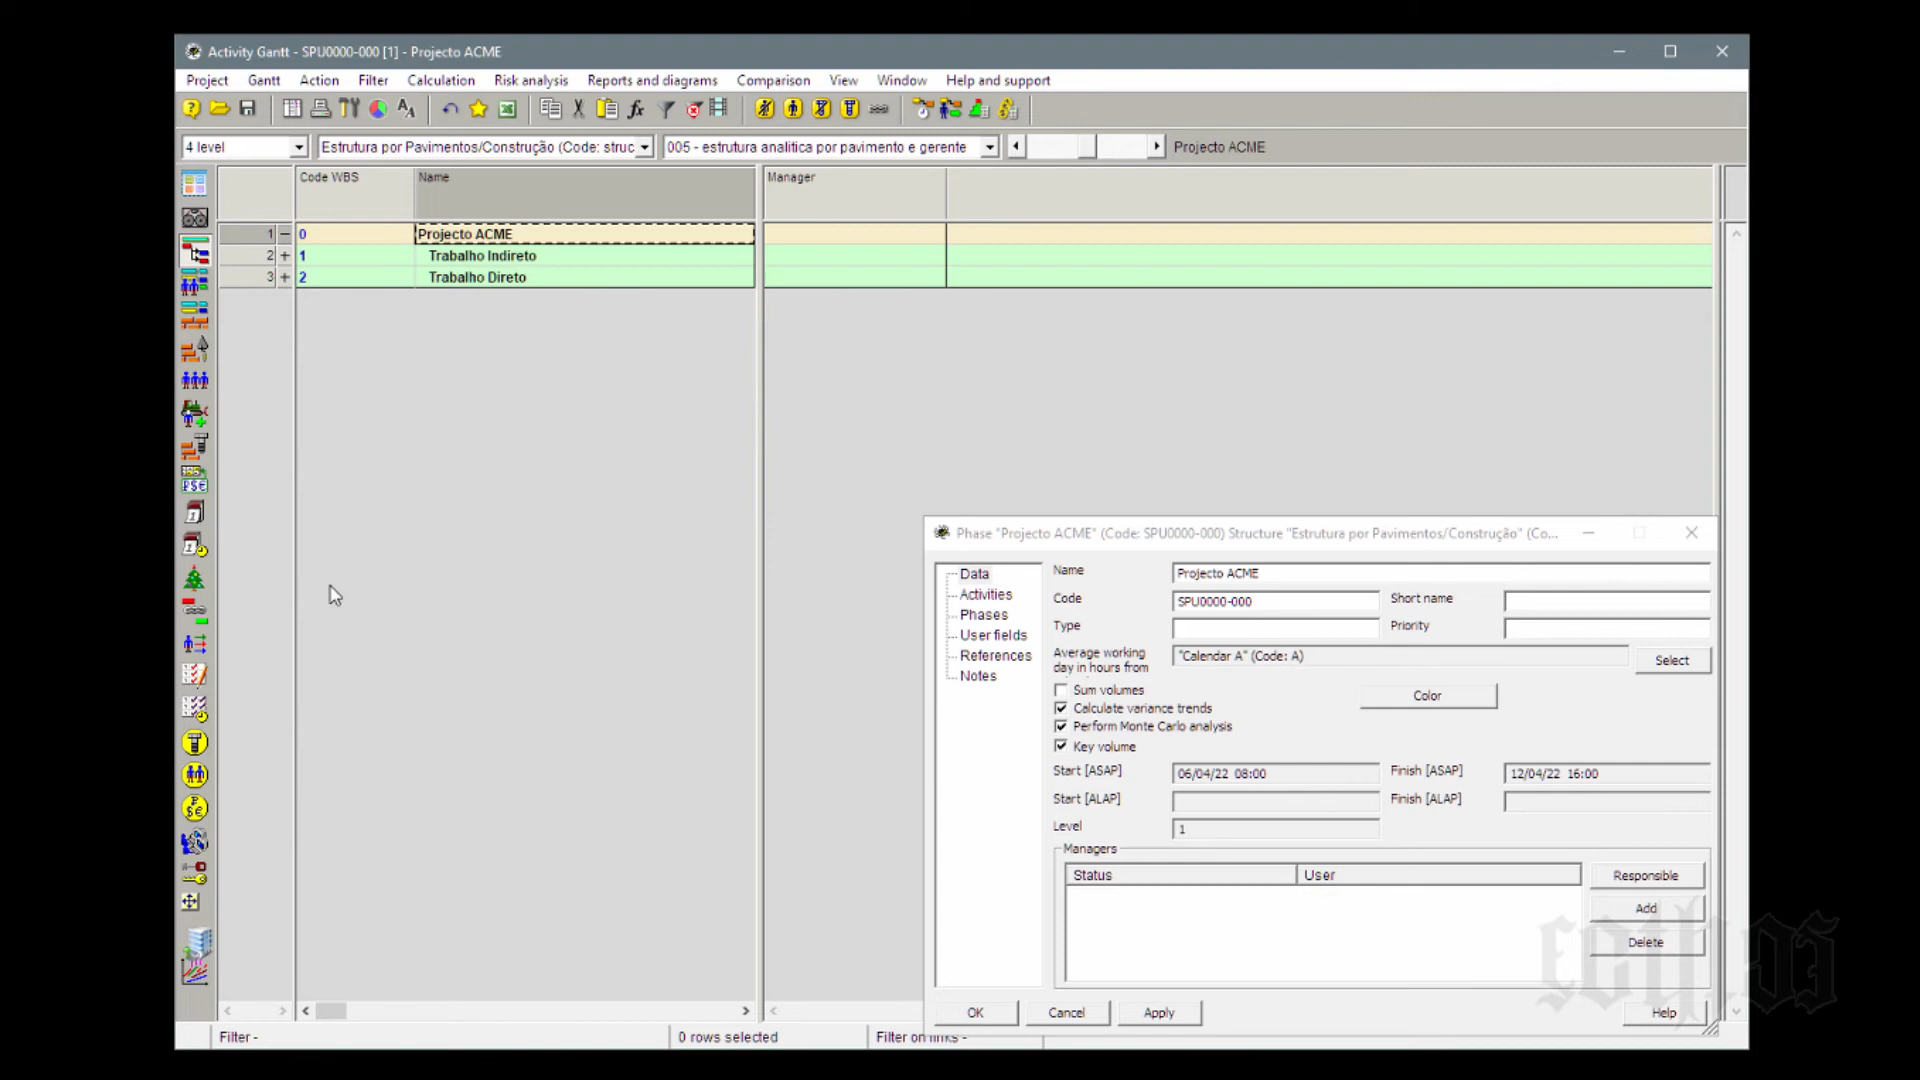 Activity Gantt - SPU0000-000 [1] - Projecto ACME
Project Gantt Action Filter Calculation Risk analysis Reports and diagrams Comparison View Window Help and support
4 level Estrutura por Pavimentos/Construção (Code: struc 005 - estrutura analitica por pavimento e gerente Projecto ACME
Code WBS Name Manager
1 0 Projecto ACME
2 1 Trabalho Indireto
3 2 Trabalho Direto
Phase "Projecto ACME" (Code: SPU0000-000) Structure "Estrutura por Pavimentos/Construção" (Co...
Data
Activities
Phases
User fields
References
Notes
Name Projecto ACME
Code SPU0000-000 Short name
Type Priority
Average working
day in hours from
"Calendar A" (Code: A) Select
Sum volumes Color
Calculate variance trends
Perform Monte Carlo analysis
Key volume
Start [ASAP] 06/04/22 08:00 Finish [ASAP] 12/04/22 16:00
Start [ALAP] Finish [ALAP]
Level 1
Managers
Status User Responsible
Add
Delete
OK Cancel Apply Help
Filter - 0 rows selected Filter on links -